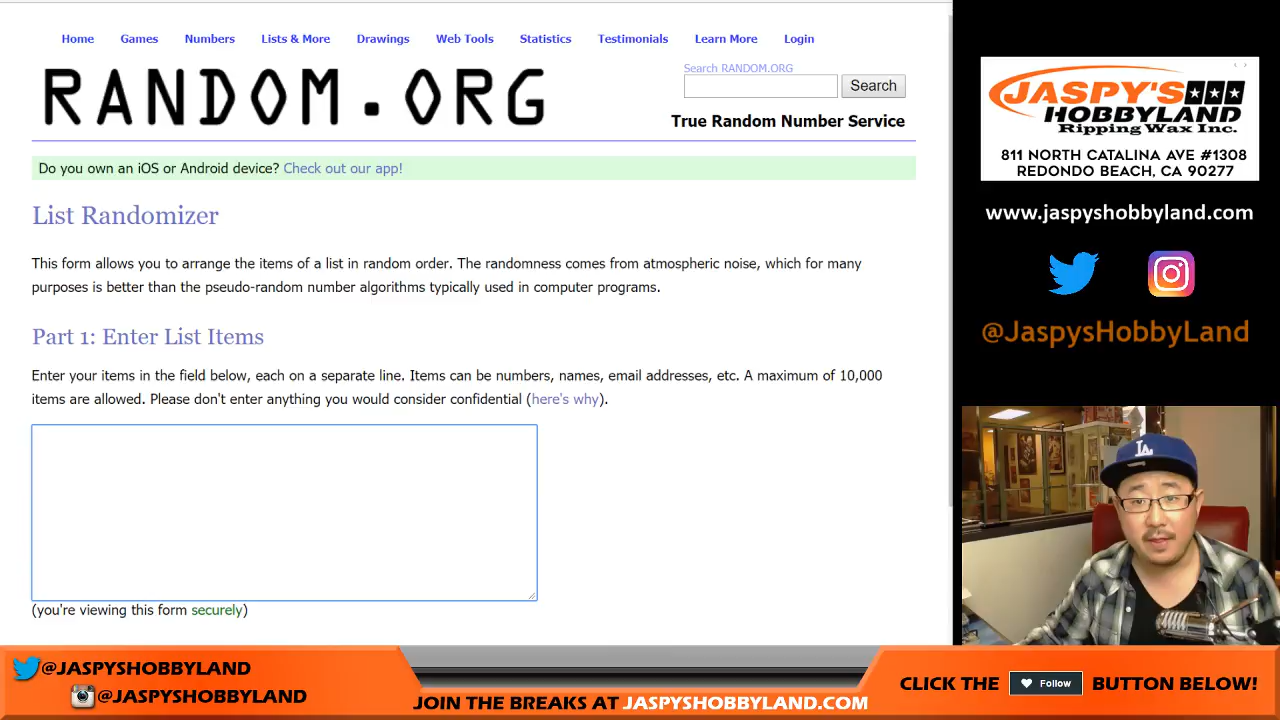 Home Games Numbers Lists & More Drawings Web Tools Statistics Testimonials Learn More Login
RANDOM.ORG
Search RANDOM.ORG
Search
True Random Number Service
Do you own an iOS or Android device? Check out our app!
List Randomizer
This form allows you to arrange the items of a list in random order. The randomness comes from atmospheric noise, which for many
purposes is better than the pseudo-random number algorithms typically used in computer programs.
Part 1: Enter List Items
Enter your items in the field below, each on a separate line. Items can be numbers, names, email addresses, etc. A maximum of 10,000
items are allowed. Please don't enter anything you would consider confidential (here's why).
(you're viewing this form securely)
JASPY'S
HOBBYLAND
Ripping Wax Inc.
811 NORTH CATALINA AVE #1308
REDONDO BEACH, CA 90277
www.jaspyshobbyland.com
@JaspysHobbyLand
LA
@JASPYSHOBBYLAND
@JASPYSHOBBYLAND
JOIN THE BREAKS AT JASPYSHOBBYLAND.COM
CLICK THE Follow BUTTON BELOW!